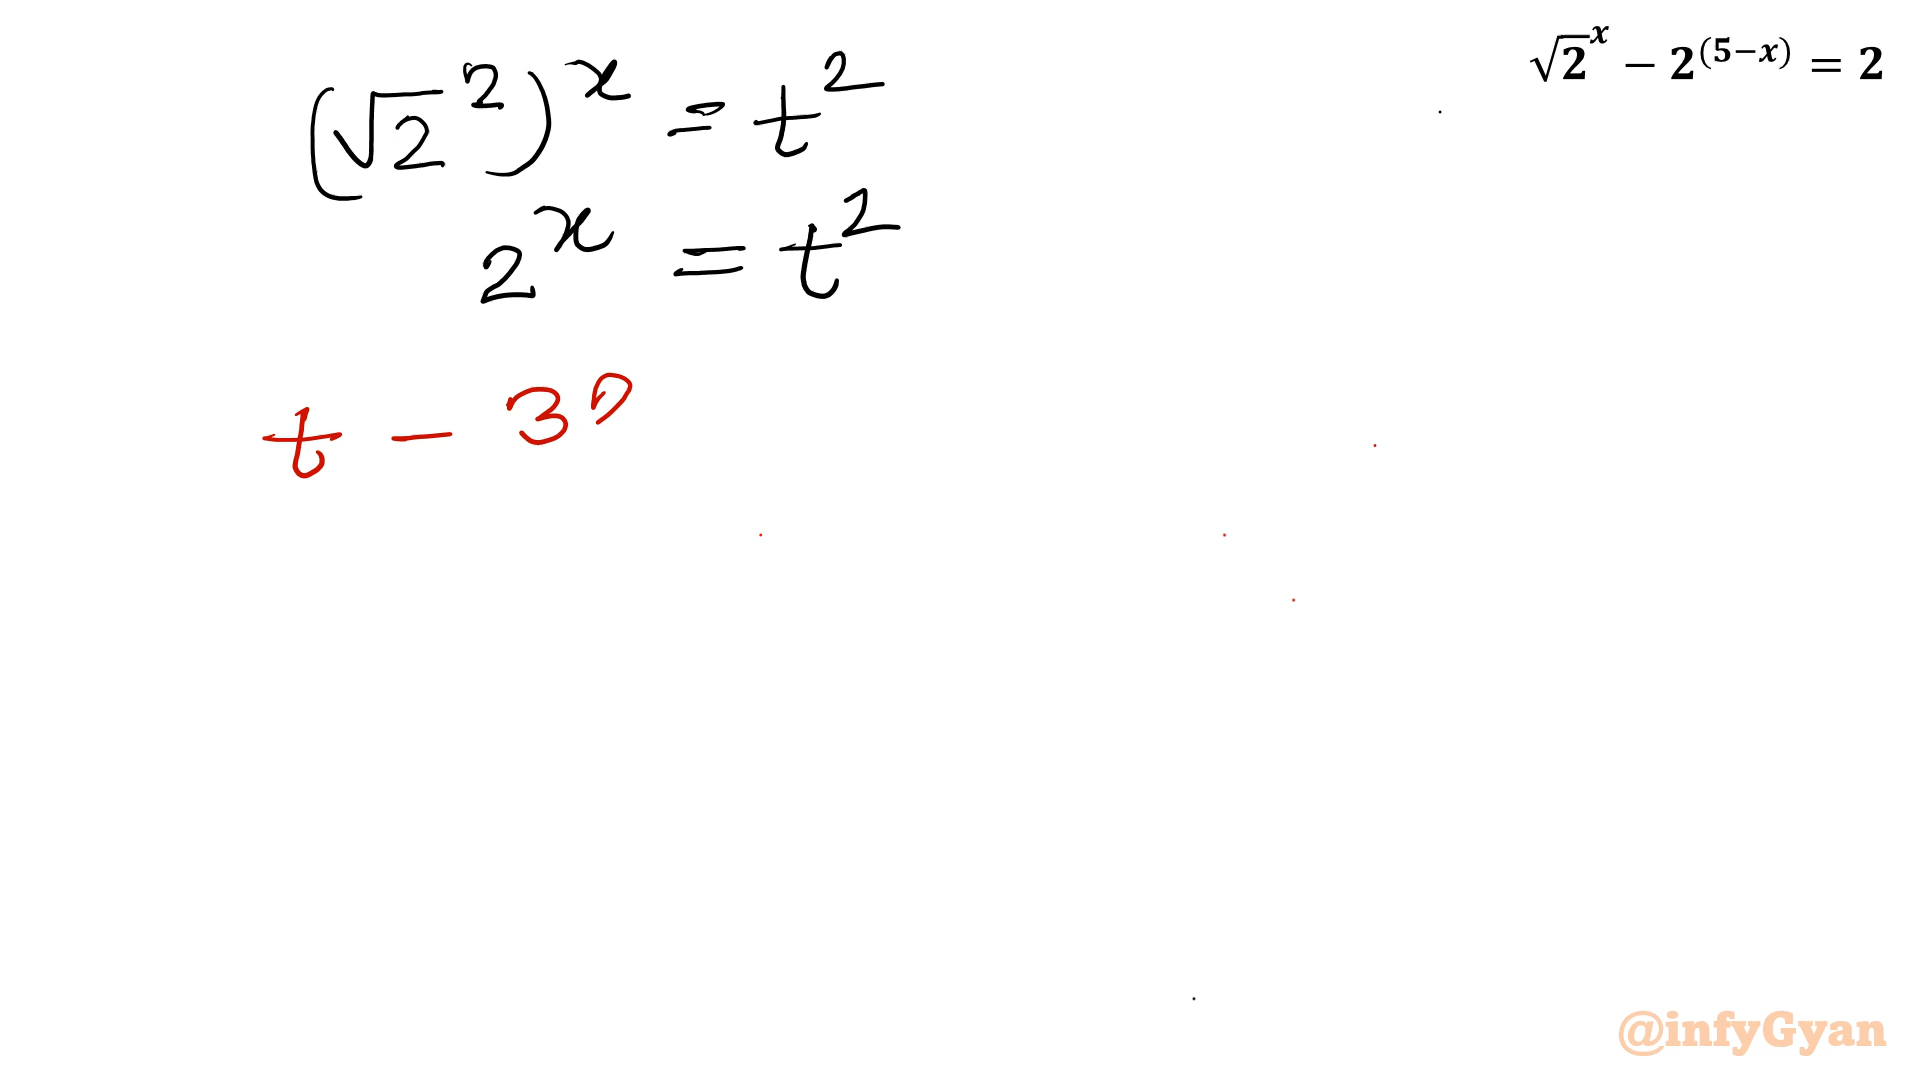 √2^x − 2^(5−x) = 2
(√2^2)^x = t^2
2^x = t^2
t − 3
@infyGyan